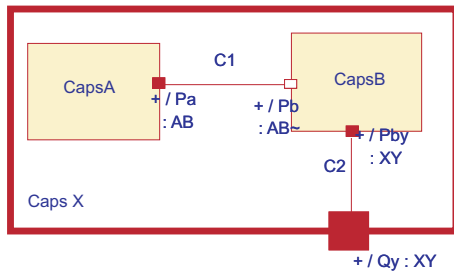 C1
CapsA
CapsB
+ / Pa
: AB
+ / Pb
: AB~
+ / Pby
: XY
C2
Caps X
+ / Qy : XY